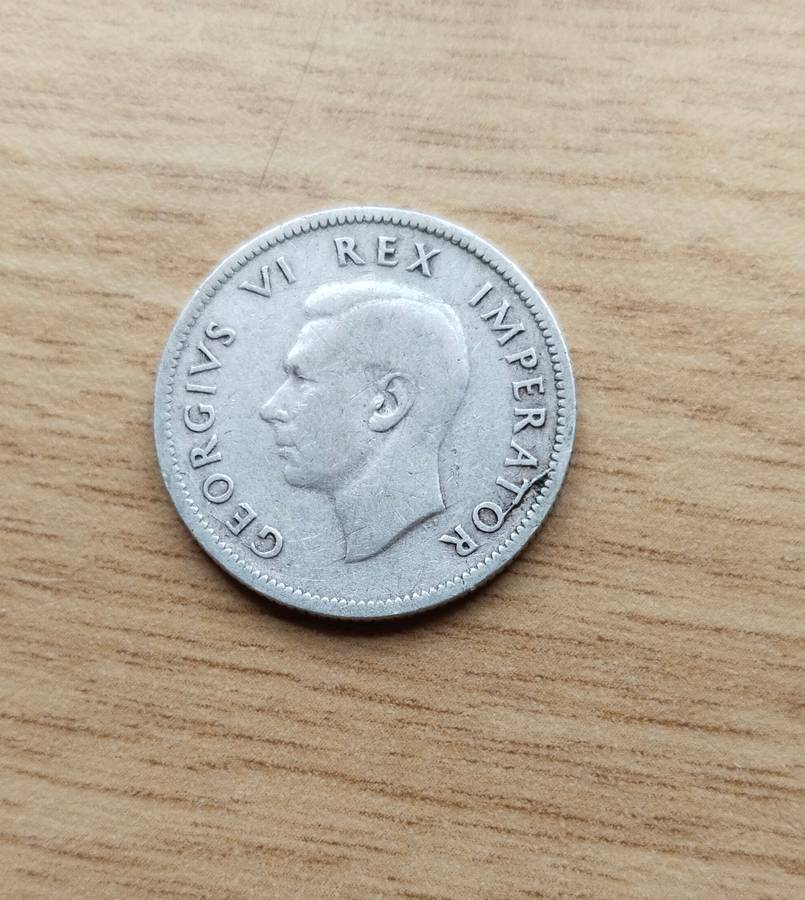 GEORGIVS VI REX IMPERATOR